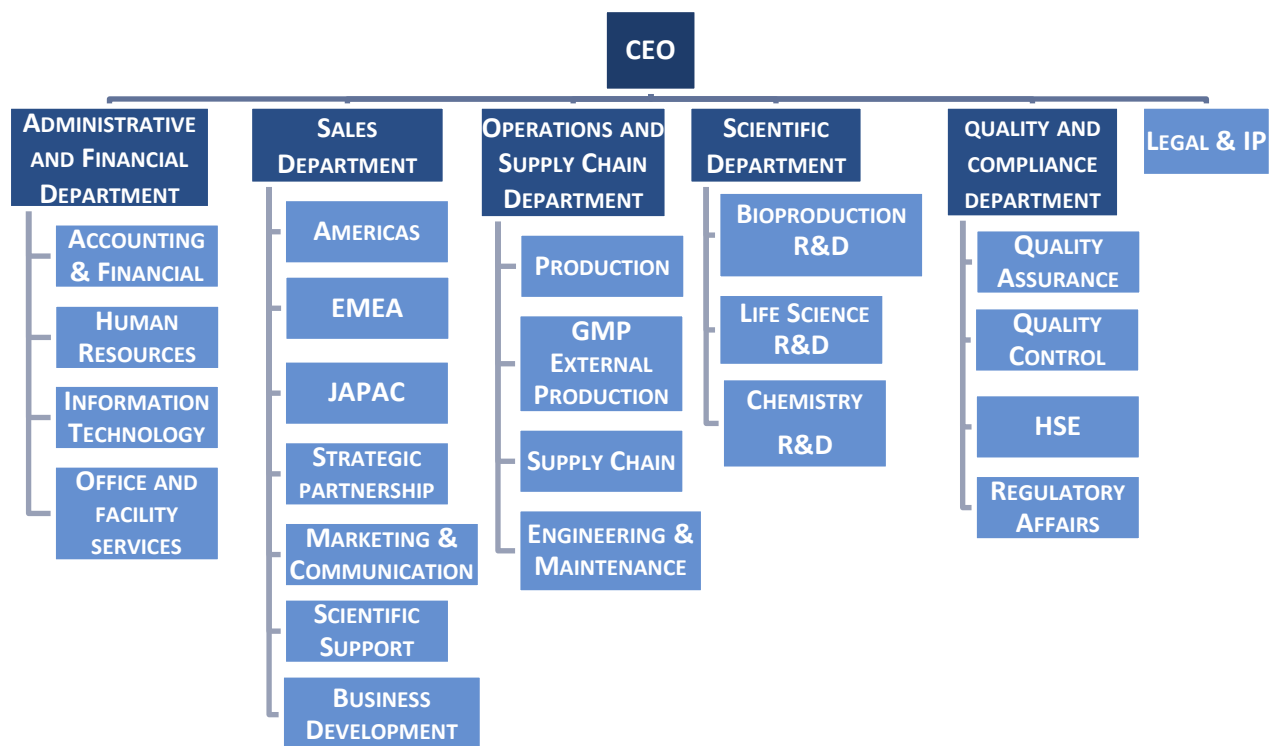 CEO
Administrative
and Financial
Department
Accounting
& Financial
Human
Resources
Information
Technology
Office and
facility
services
Sales
Department
Americas
EMEA
JAPAC
Strategic
partnership
Marketing &
Communication
Scientific
Support
Business
Development
Operations and
Supply Chain
Department
Production
GMP
External
Production
Supply Chain
Engineering &
Maintenance
Scientific
Department
Bioproduction
R&D
Life Science
R&D
Chemistry
R&D
quality and
compliance
department
Quality
Assurance
Quality
Control
HSE
Regulatory
Affairs
Legal & IP